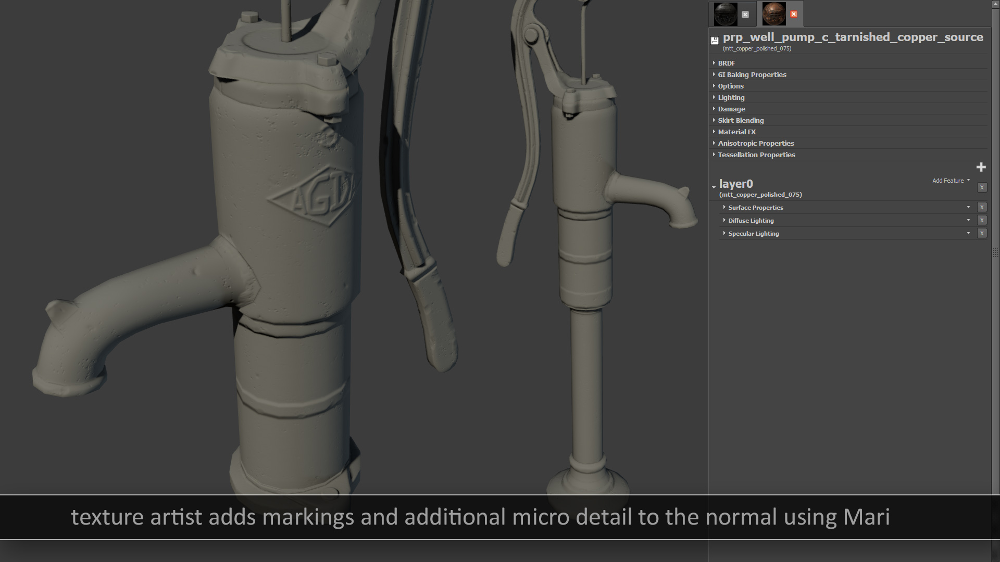 AGD
prp_well_pump_c_tarnished_copper_source
(mtt_copper_polished_075)
BRDF
GI Baking Properties
Options
Lighting
Damage
Skirt Blending
Material FX
Anisotropic Properties
Tessellation Properties
layer0
Add Feature
X
(mtt_copper_polished_075)
Surface Properties X
Diffuse Lighting X
Specular Lighting X
texture artist adds markings and additional micro detail to the normal using Mari